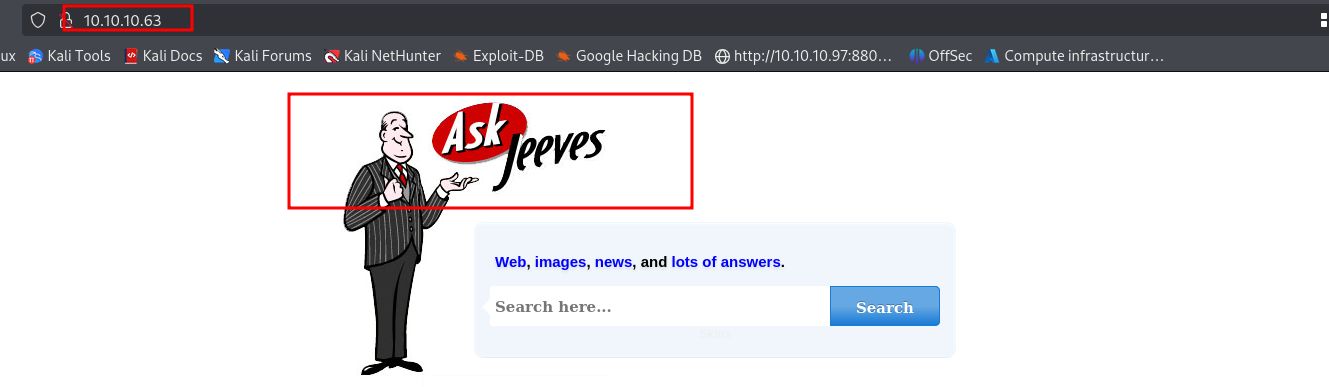 10.10.10.63
ux Kali Tools Kali Docs Kali Forums Kali NetHunter Exploit-DB Google Hacking DB http://10.10.10.97:880… OffSec Compute infrastructur…
Ask
Jeeves
Web, images, news, and lots of answers.
Search here... Search